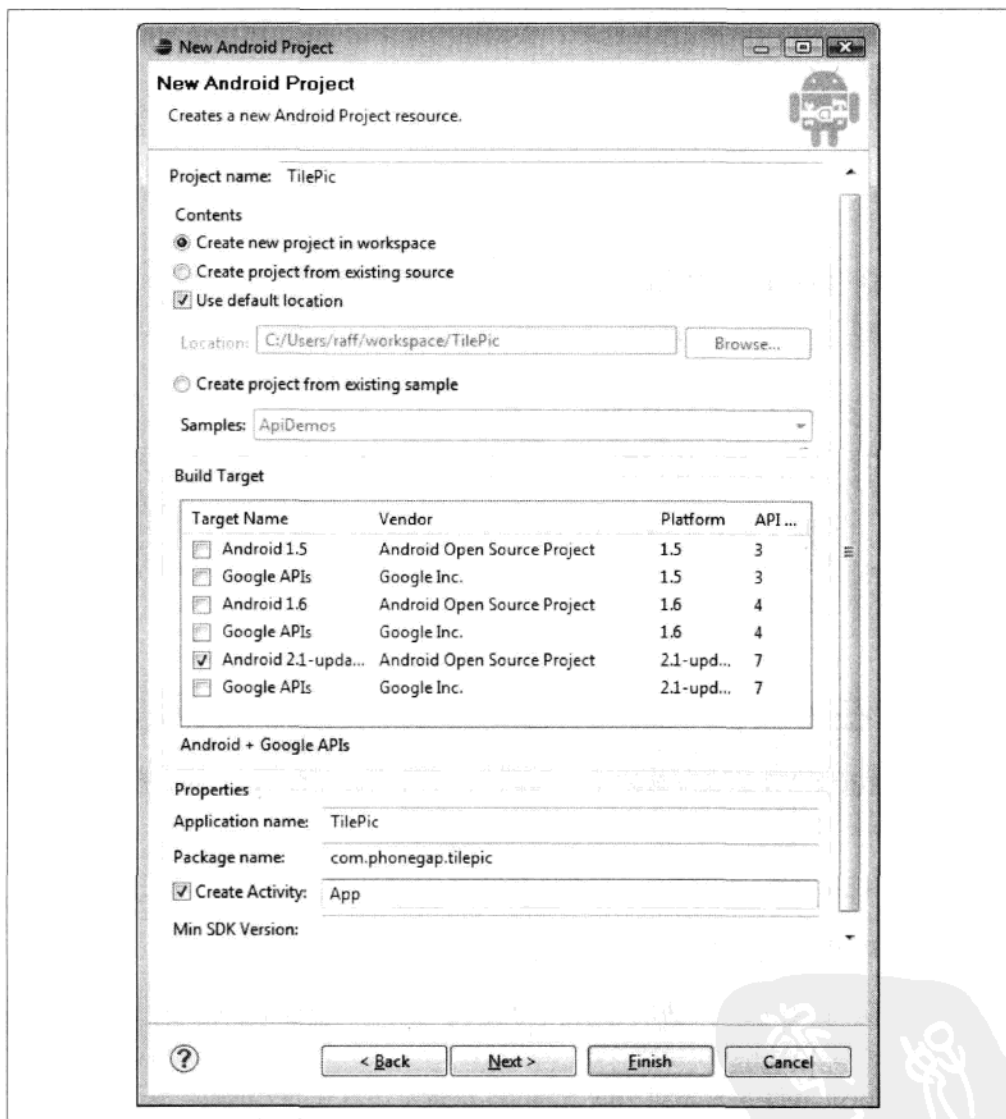 New Android Project
New Android Project
Creates a new Android Project resource.
Project name: TilePic
Contents
Create new project in workspace
Create project from existing source
Use default location
Location: C:/Users/raff/workspace/TilePic Browse...
Create project from existing sample
Samples: ApiDemos
Build Target
Target Name Vendor Platform API ...
Android 1.5 Android Open Source Project 1.5 3
Google APIs Google Inc. 1.5 3
Android 1.6 Android Open Source Project 1.6 4
Google APIs Google Inc. 1.6 4
Android 2.1-upda... Android Open Source Project 2.1-upd... 7
Google APIs Google Inc. 2.1-upd... 7
Android + Google APIs
Properties
Application name: TilePic
Package name: com.phonegap.tilepic
Create Activity: App
Min SDK Version:
? < Back Next > Finish Cancel